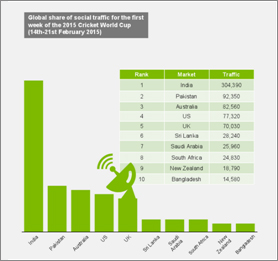 Global share of social traffic for the first
week of the 2015 Cricket World Cup
(14th-21st February 2015)
Rank Market Traffic
1 India 304,390
2 Pakistan 92,350
3 Australia 82,560
4 US 77,320
5 UK 70,030
6 Sri Lanka 26,240
7 Saudi Arabia 25,960
8 South Africa 24,830
9 New Zealand 18,790
10 Bangladesh 14,560
India
Pakistan
Australia
US
UK
Sri Lanka
Saudi
Arabia
South Africa
New
Zealand
Bangladesh